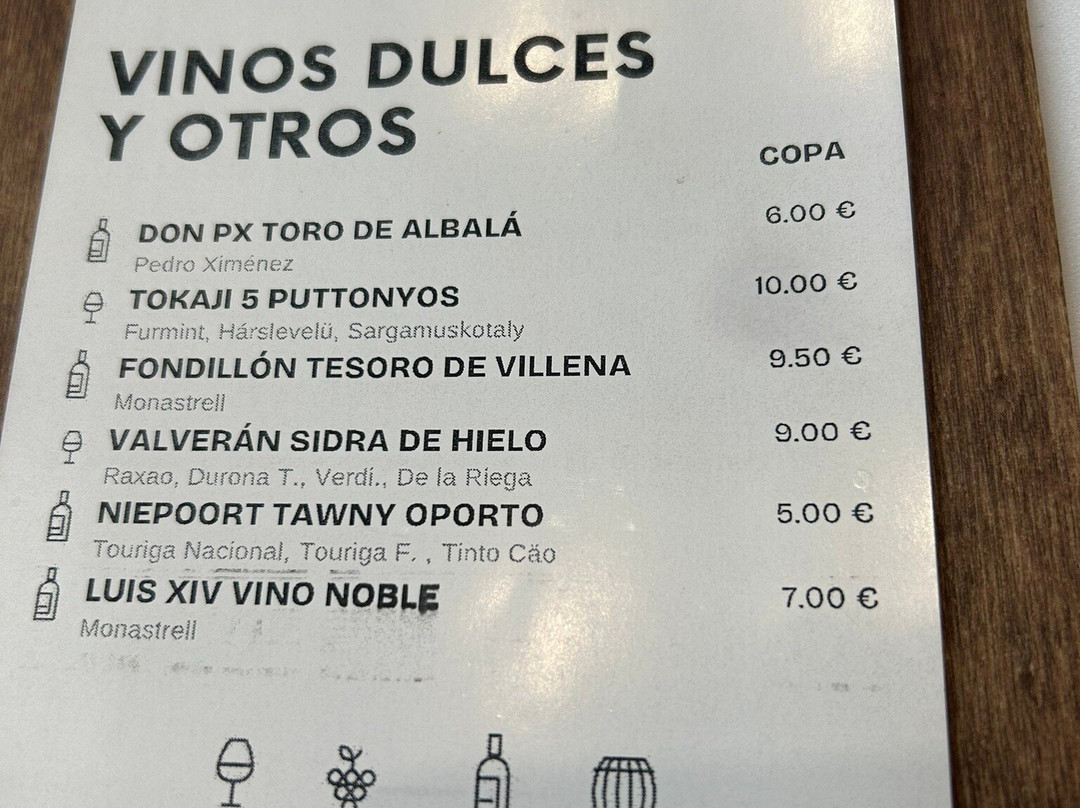 VINOS DULCES
Y OTROS
COPA
DON PX TORO DE ALBALÁ 6.00 €
Pedro Ximénez
TOKAJI 5 PUTTONYOS 10.00 €
Furmint, Hárslevelü, Sargamuskotaly
FONDILLÓN TESORO DE VILLENA 9.50 €
Monastrell
VALVERÁN SIDRA DE HIELO 9.00 €
Raxao, Durona T., Verdí., De la Riega
NIEPOORT TAWNY OPORTO 5.00 €
Touriga Nacional, Touriga F. , Tinto Cäo
LUIS XIV VINO NOBLE 7.00 €
Monastrell